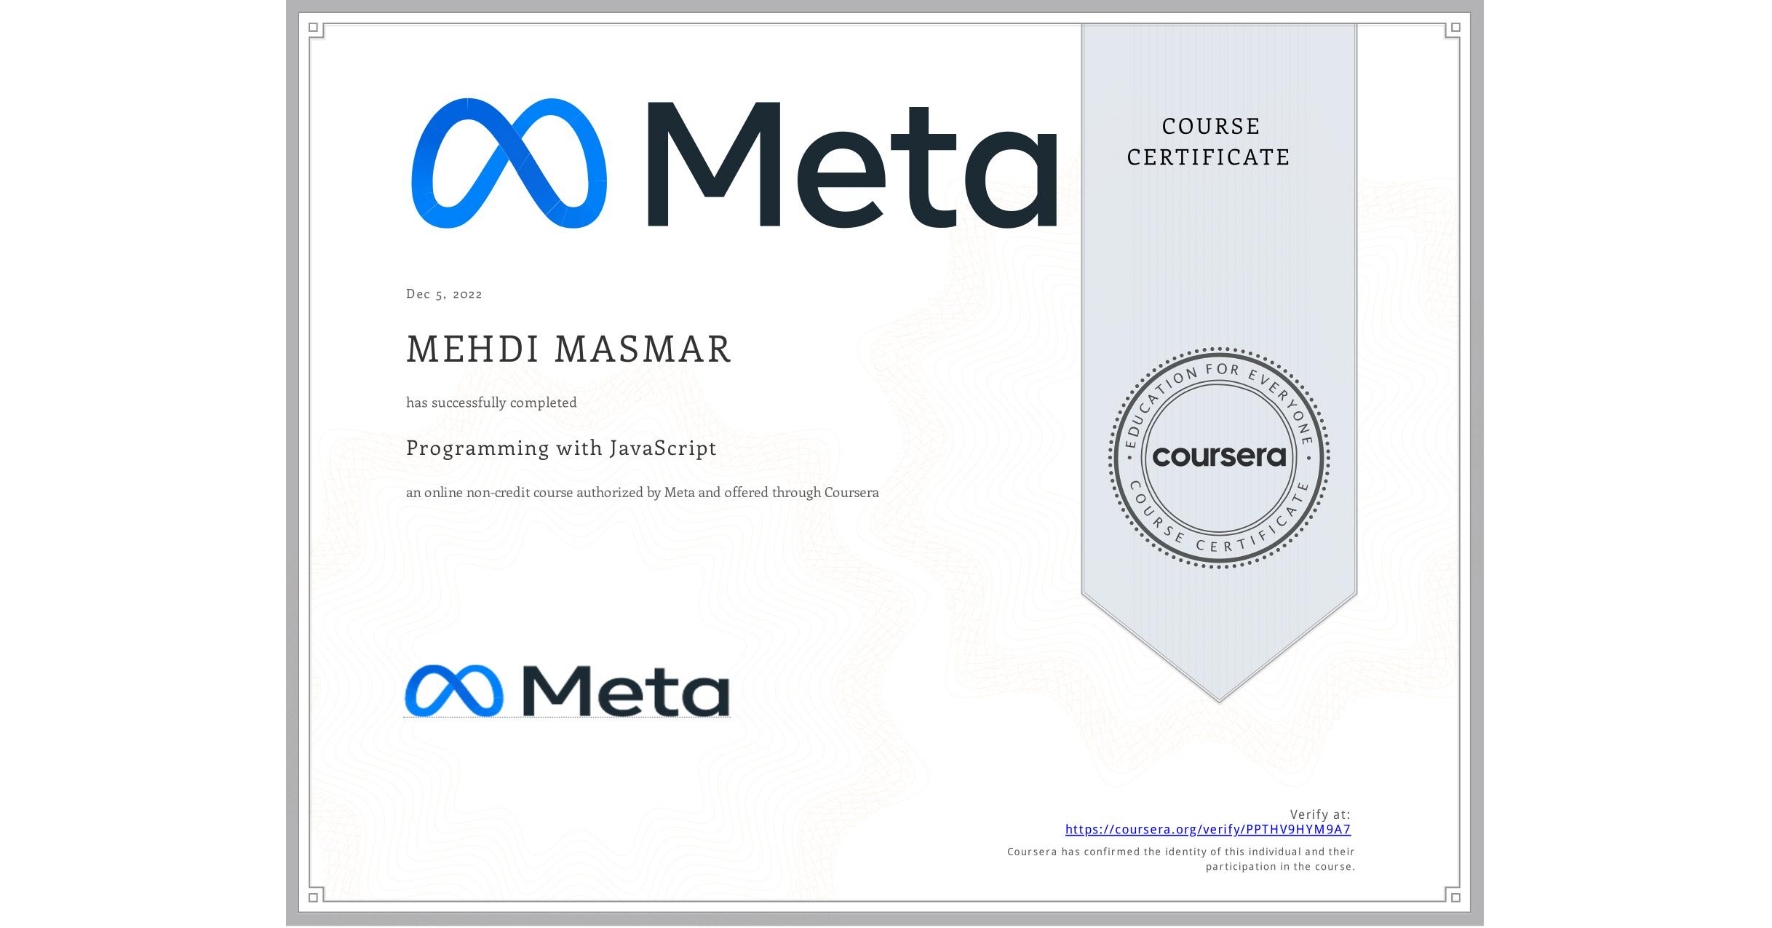 Meta
COURSE
CERTIFICATE
Dec 5, 2022
MEHDI MASMAR
has successfully completed
Programming with JavaScript
an online non-credit course authorized by Meta and offered through Coursera
EDUCATION FOR EVERYONE
coursera
COURSE CERTIFICATE
Meta
Verify at:
https://coursera.org/verify/PPTHV9HYM9A7
Coursera has confirmed the identity of this individual and their
participation in the course.